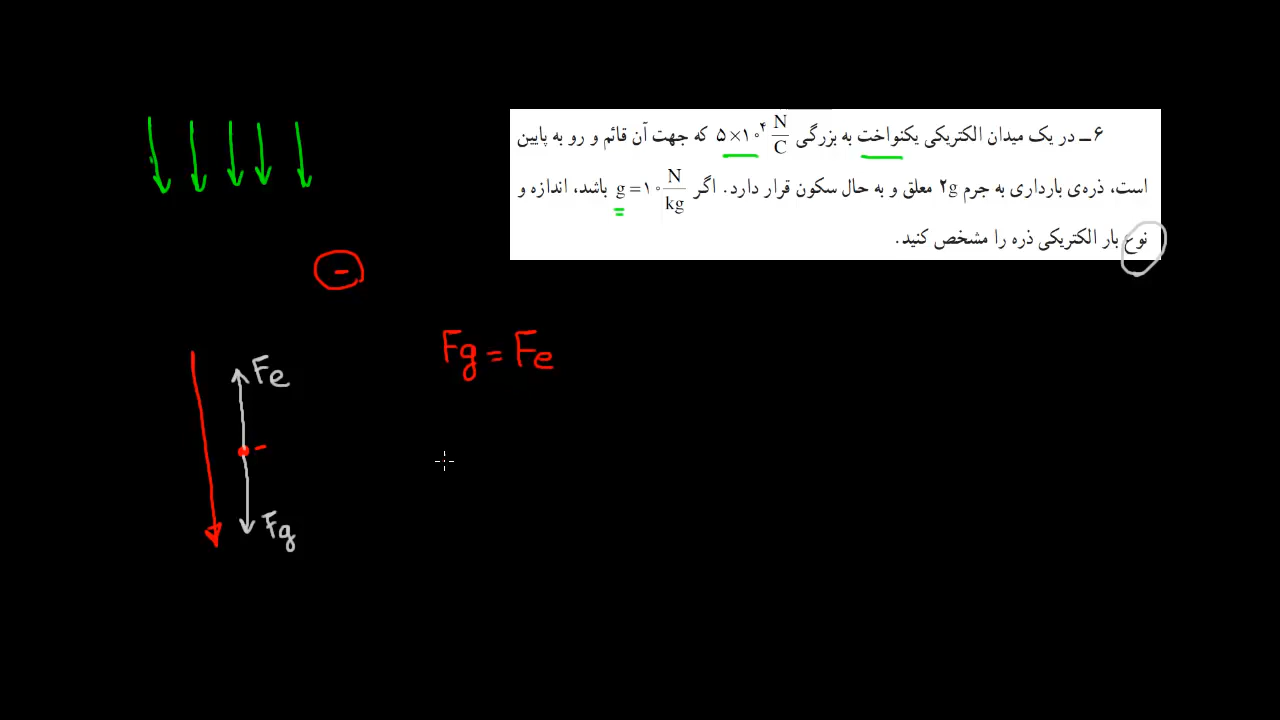 ۶ــ در یک میدان الکتریکی یکنواخت به بزرگی ۵×۱۰^۴ N/C که جهت آن قائم و رو به پایین
است، ذره‌ی بارداری به جرم ۲g معلق و به حال سکون قرار دارد. اگر g=۱۰ N/kg باشد، اندازه و
نوع بار الکتریکی ذره را مشخص کنید.
-
Fg = Fe
Fe
-
Fg